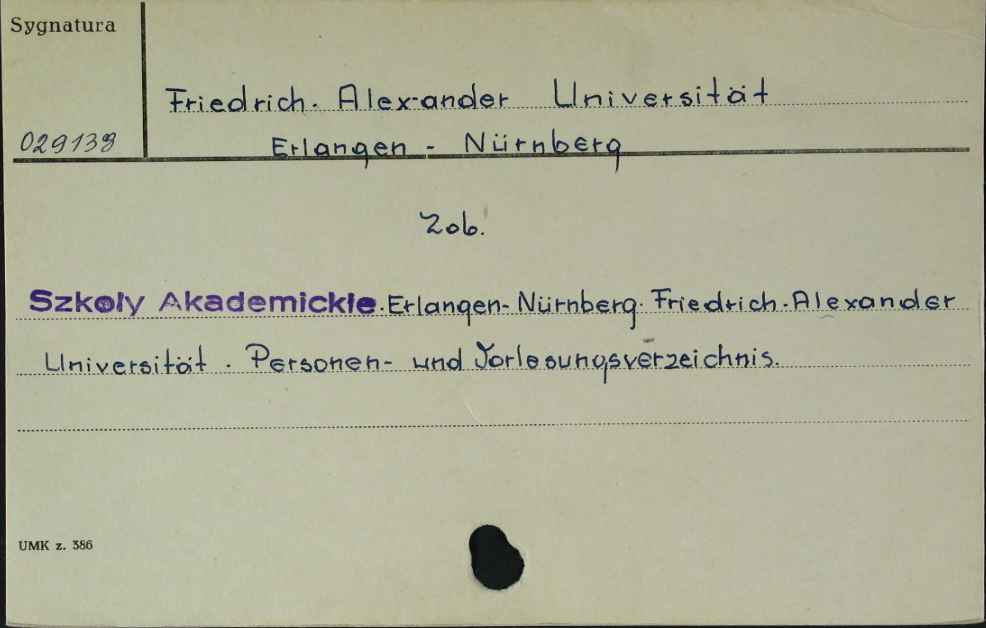 Sygnatura
Friedrich. Alexander Universität
029138
Erlangen - Nürnberg
Zob.
Szkoły Akademickie. Erlangen-Nürnberg. Friedrich. Alexander
Universität. Personen- und Vorlesungsverzeichnis.
UMK z. 386